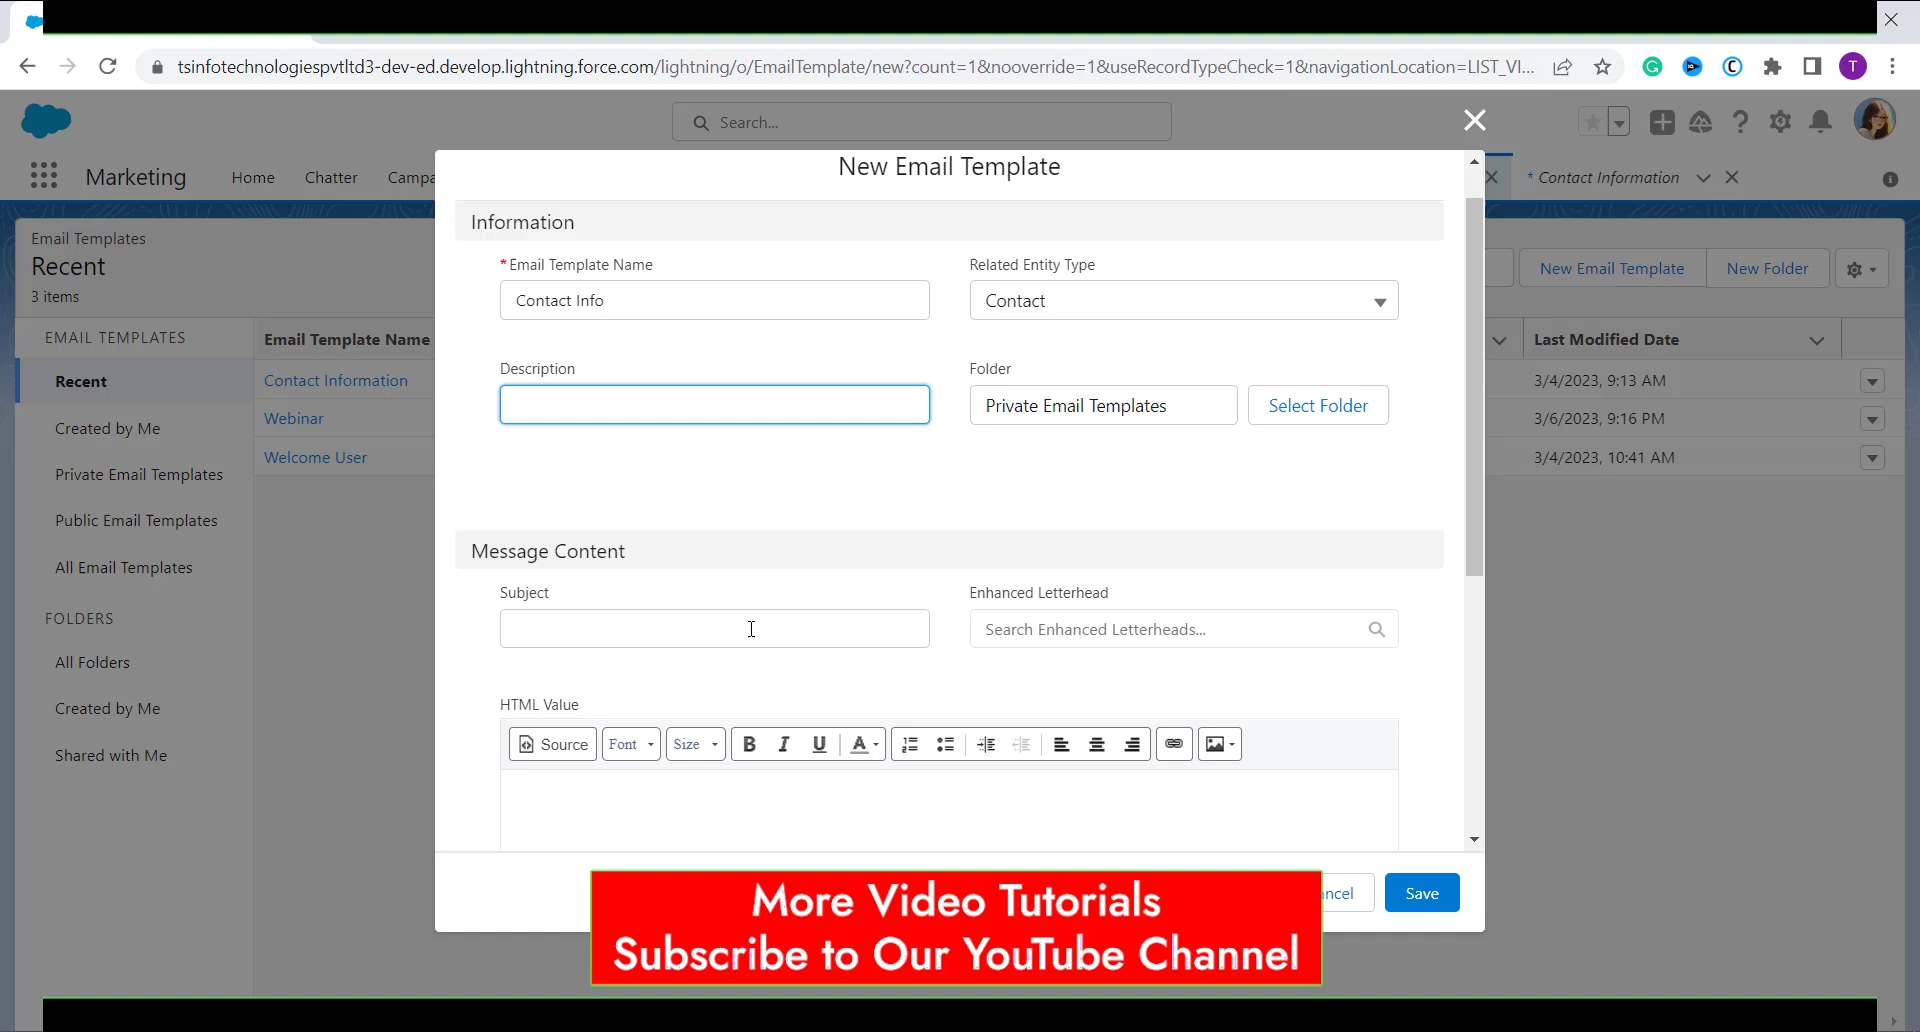 tsinfotechnologiespvtltd3-dev-ed.develop.lightning.force.com/lightning/o/EmailTemplate/new?count=1&nooverride=1&useRecordTypeCheck=1&navigationLocation=LIST_VI...
T
Search...
Marketing
Home
Chatter
Campa
* Contact Information
Email Templates
Recent
3 items
New Email Template
New Folder
EMAIL TEMPLATES
Recent
Created by Me
Private Email Templates
Public Email Templates
All Email Templates
FOLDERS
All Folders
Created by Me
Shared with Me
Email Template Name
Contact Information
Webinar
Welcome User
Last Modified Date
3/4/2023, 9:13 AM
3/6/2023, 9:16 PM
3/4/2023, 10:41 AM
New Email Template
Information
* Email Template Name
Contact Info
Related Entity Type
Contact
Description
Folder
Private Email Templates
Select Folder
Message Content
Subject
Enhanced Letterhead
Search Enhanced Letterheads...
HTML Value
Source
Font
Size
B I U A
ncel
Save
More Video Tutorials
Subscribe to Our YouTube Channel